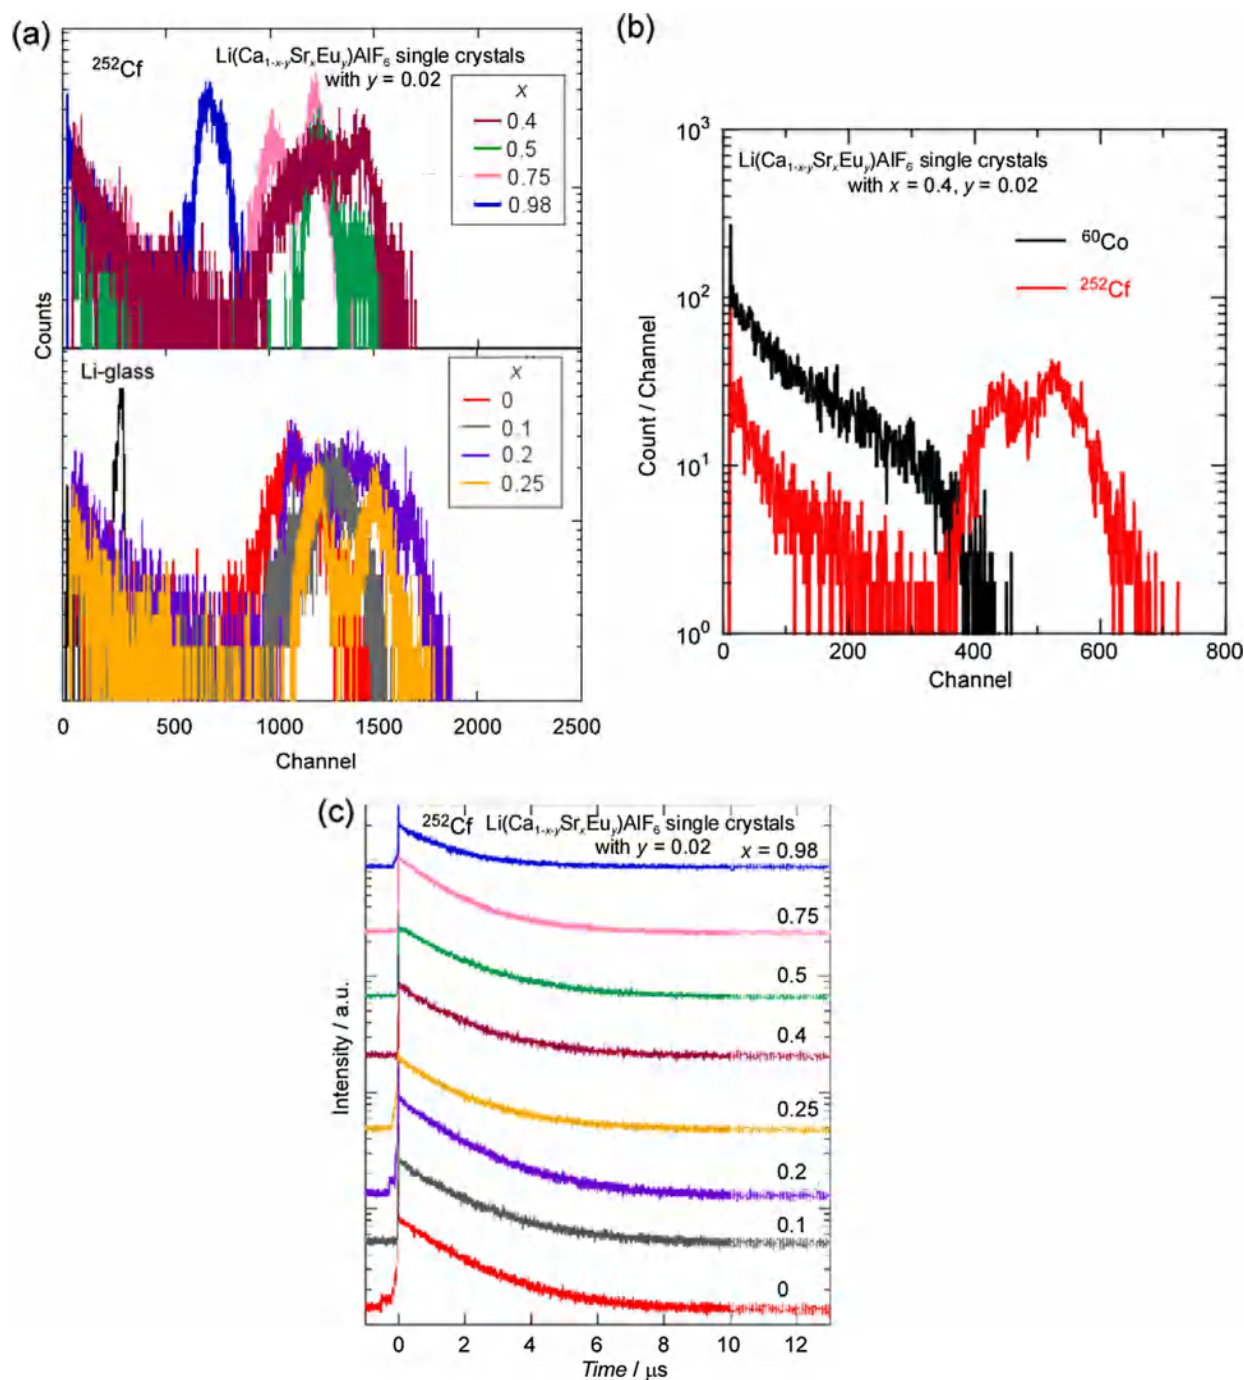 (a)
²⁵²Cf
Li(Ca₁₋ₓ₋ᵧSrₓEuᵧ)AlF₆ single crystals
with y = 0.02
x
0.4
0.5
0.75
0.98
Counts
Li-glass
x
0
0.1
0.2
0.25
0 500 1000 1500 2000 2500
Channel
(b)
Li(Ca₁₋ₓ₋ᵧSrₓEuᵧ)AlF₆ single crystals
with x = 0.4, y = 0.02
⁶⁰Co
²⁵²Cf
Count / Channel
10³
10²
10¹
10⁰
0 200 400 600 800
Channel
(c)
²⁵²Cf Li(Ca₁₋ₓ₋ᵧSrₓEuᵧ)AlF₆ single crystals
with y = 0.02 x = 0.98
0.75
0.5
0.4
0.25
0.2
0.1
0
Intensity / a.u.
0 2 4 6 8 10 12
Time / μs